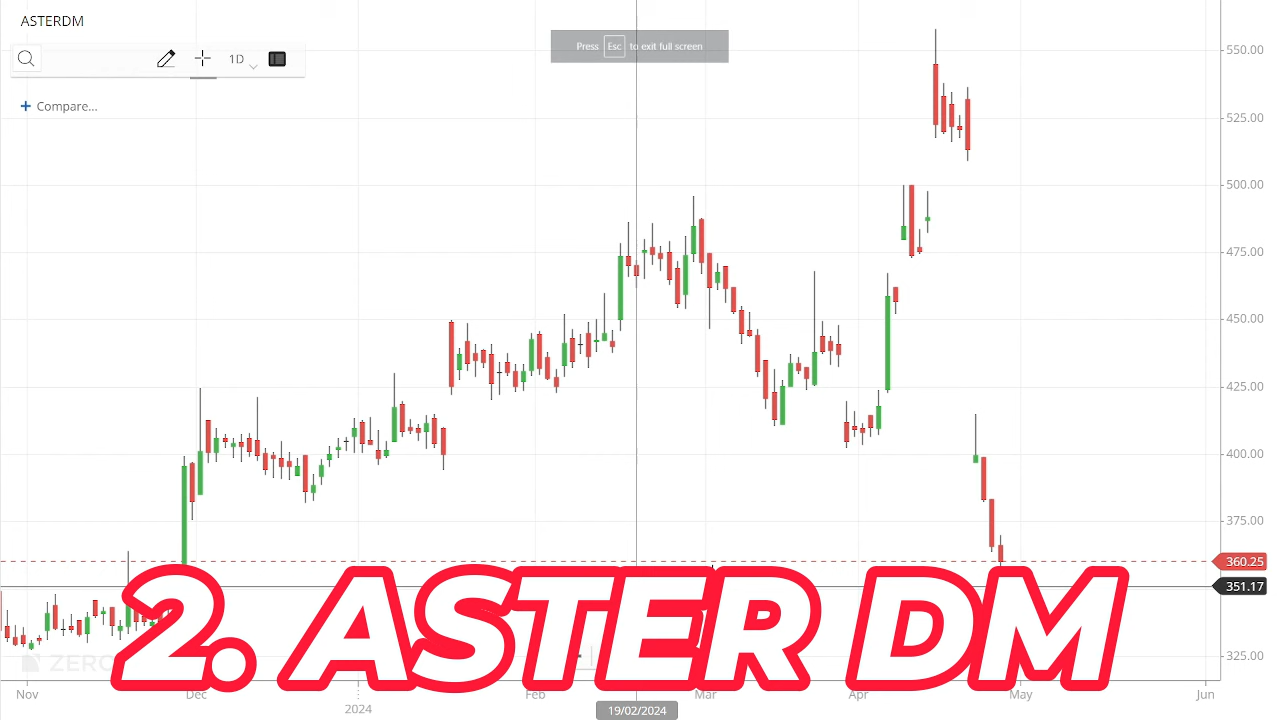 ASTERDM
Press Esc to exit full screen
1D
+ Compare...
550.00
525.00
500.00
475.00
450.00
425.00
400.00
375.00
360.25
351.17
325.00
2. ASTER DM
Nov Dec Feb Mar Apr May Jun
2024
19/02/2024